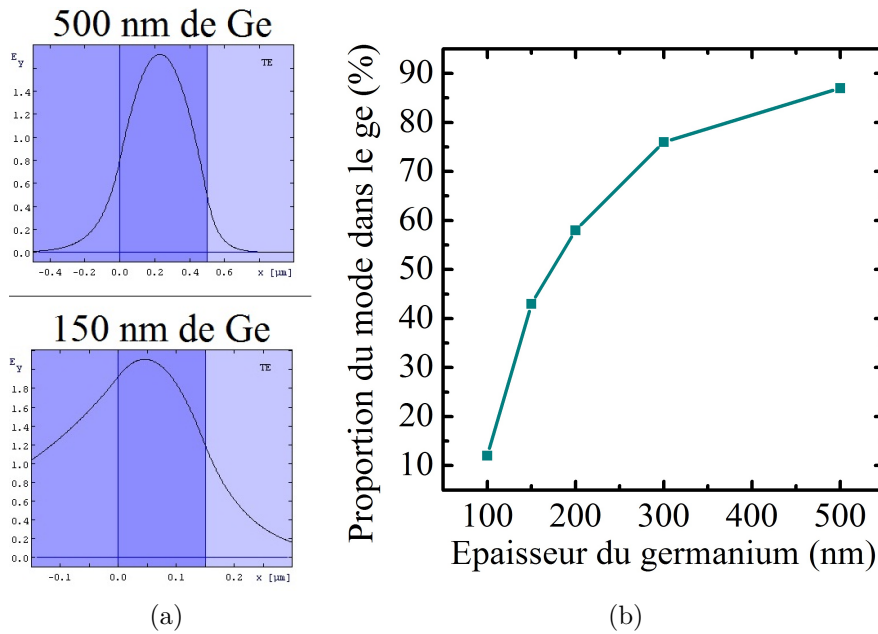 500 nm de Ge
E_y
TE
1.4
1.2
1.0
0.8
0.6
0.4
0.2
0.0
-0.4 -0.2 0.0 0.2 0.4 0.6 x [µm]
150 nm de Ge
E_y
TE
1.8
1.6
1.4
1.2
1.0
0.8
0.6
0.4
0.2
0.0
-0.1 0.0 0.1 0.2 x [µm]
(a)
Proportion du mode dans le ge (%)
90
80
70
60
50
40
30
20
10
100 200 300 400 500
Epaisseur du germanium (nm)
(b)